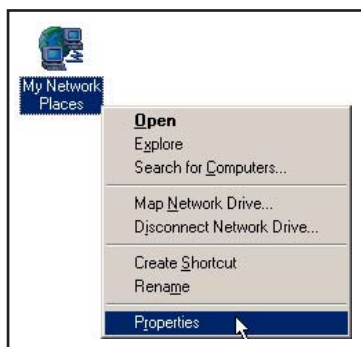 My Network
Places
Open
Explore
Search for Computers...
Map Network Drive...
Disconnect Network Drive...
Create Shortcut
Rename
Properties